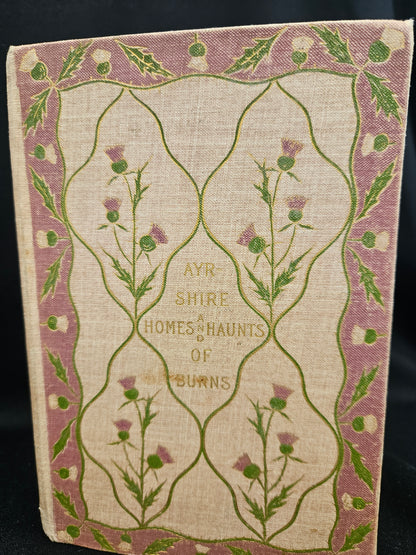 AYR
SHIRE
HOMES AND HAUNTS
OF
BURNS